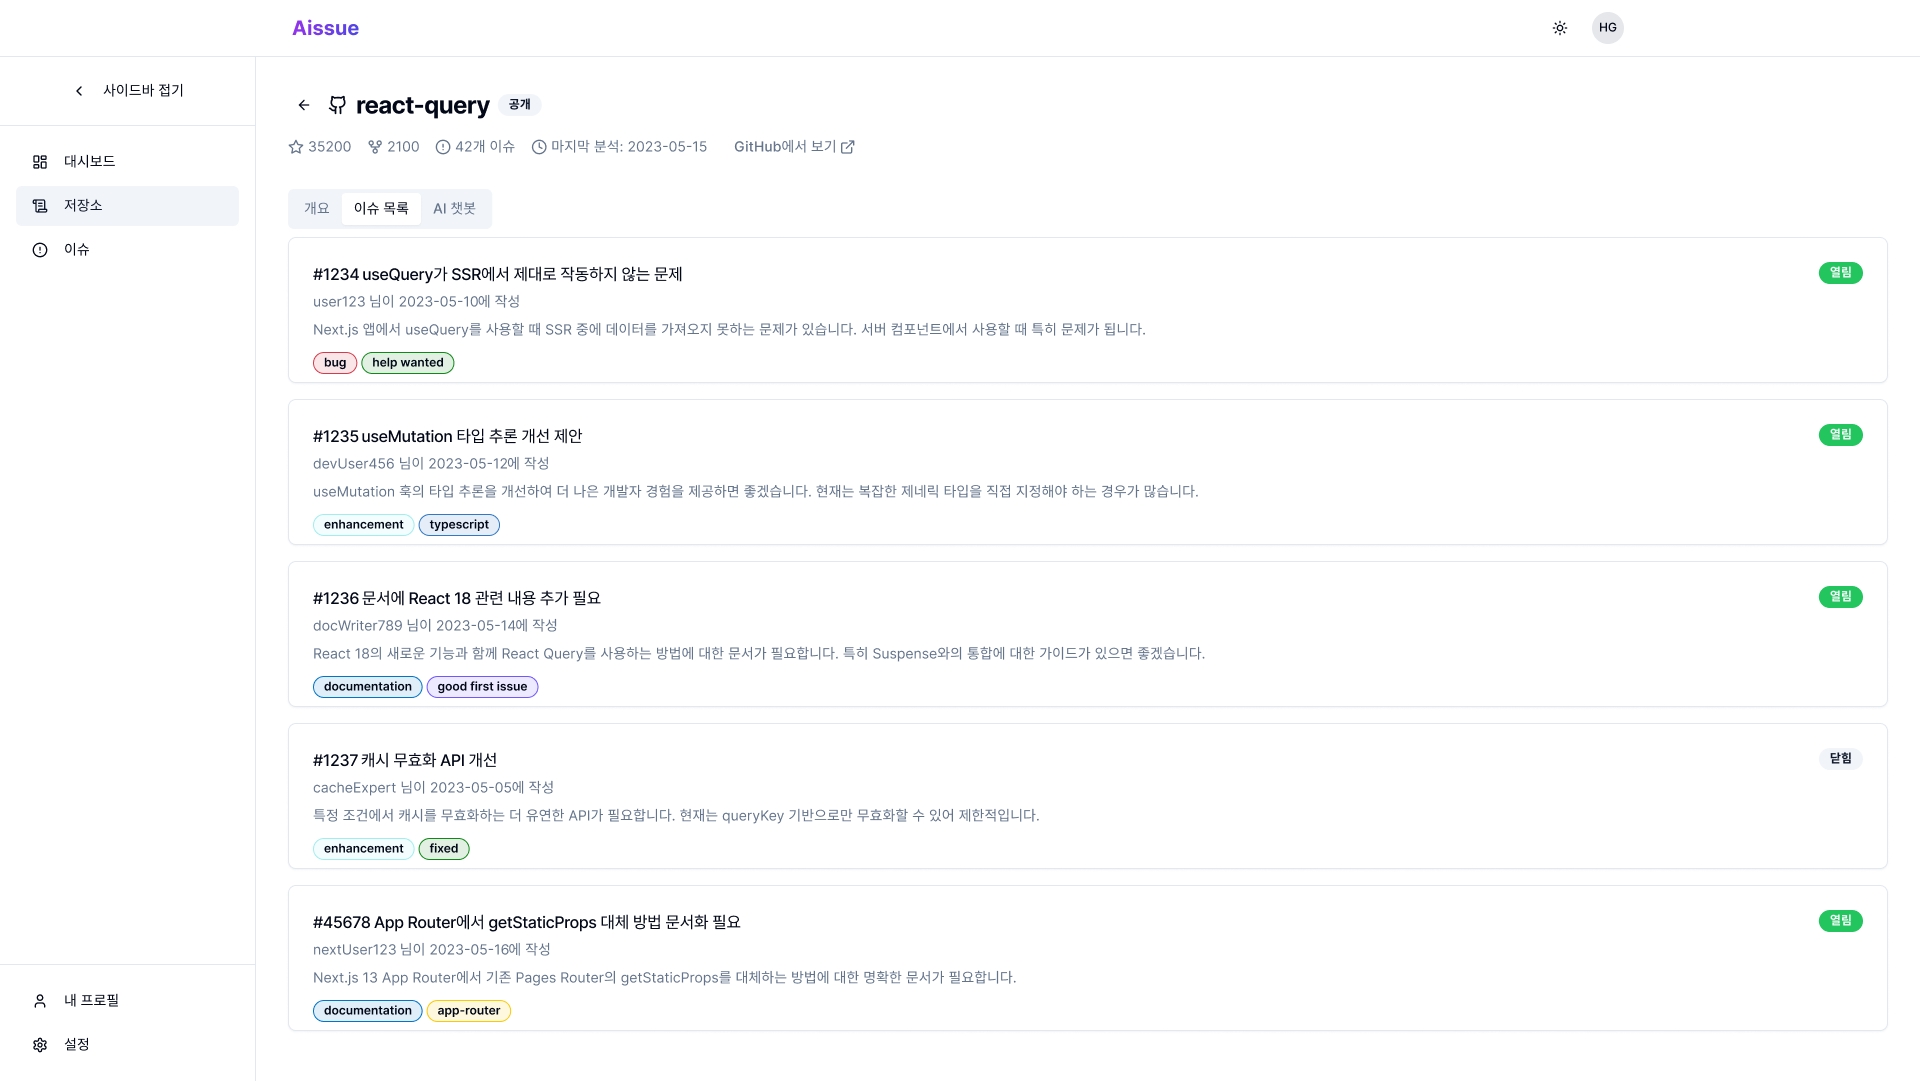 Aissue
HG
사이드바 접기
대시보드
저장소
이슈
내 프로필
설정
react-query 공개
35200 2100 42개 이슈 마지막 분석: 2023-05-15 GitHub에서 보기
개요 이슈 목록 AI 챗봇
#1234 useQuery가 SSR에서 제대로 작동하지 않는 문제 열림
user123 님이 2023-05-10에 작성
Next.js 앱에서 useQuery를 사용할 때 SSR 중에 데이터를 가져오지 못하는 문제가 있습니다. 서버 컴포넌트에서 사용할 때 특히 문제가 됩니다.
bug help wanted
#1235 useMutation 타입 추론 개선 제안 열림
devUser456 님이 2023-05-12에 작성
useMutation 훅의 타입 추론을 개선하여 더 나은 개발자 경험을 제공하면 좋겠습니다. 현재는 복잡한 제네릭 타입을 직접 지정해야 하는 경우가 많습니다.
enhancement typescript
#1236 문서에 React 18 관련 내용 추가 필요 열림
docWriter789 님이 2023-05-14에 작성
React 18의 새로운 기능과 함께 React Query를 사용하는 방법에 대한 문서가 필요합니다. 특히 Suspense와의 통합에 대한 가이드가 있으면 좋겠습니다.
documentation good first issue
#1237 캐시 무효화 API 개선 닫힘
cacheExpert 님이 2023-05-05에 작성
특정 조건에서 캐시를 무효화하는 더 유연한 API가 필요합니다. 현재는 queryKey 기반으로만 무효화할 수 있어 제한적입니다.
enhancement fixed
#45678 App Router에서 getStaticProps 대체 방법 문서화 필요 열림
nextUser123 님이 2023-05-16에 작성
Next.js 13 App Router에서 기존 Pages Router의 getStaticProps를 대체하는 방법에 대한 명확한 문서가 필요합니다.
documentation app-router